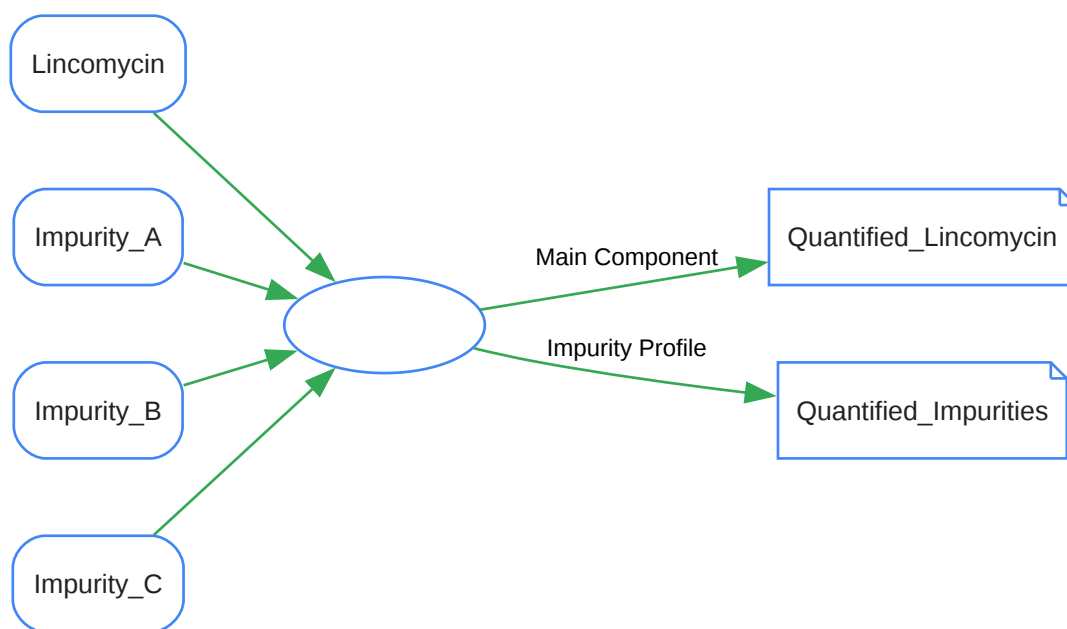 Lincomycin
Impurity_A
Impurity_B
Impurity_C
Main Component
Impurity Profile
Quantified_Lincomycin
Quantified_Impurities